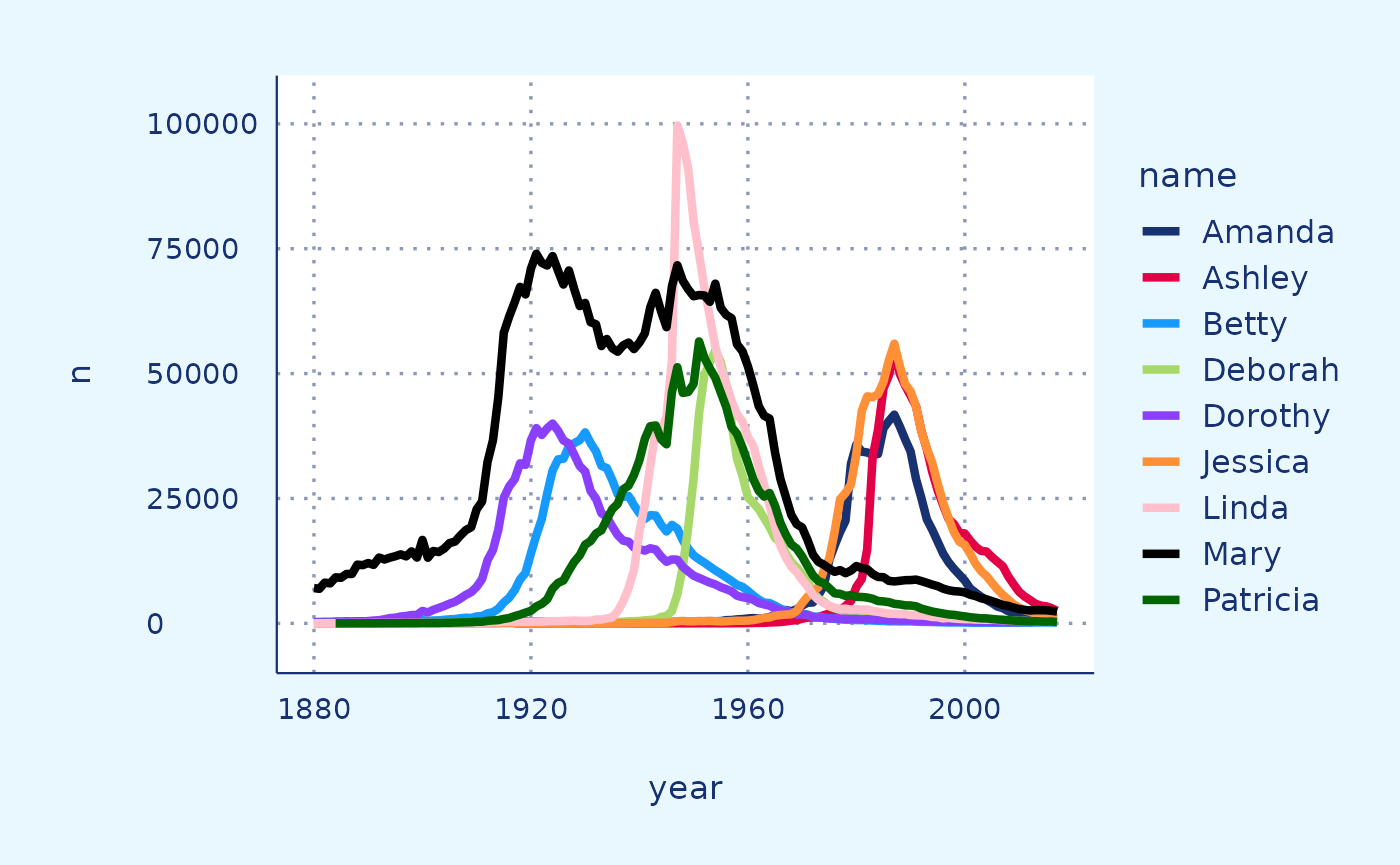 100000
75000
50000
25000
0
n
1880 1920 1960 2000
year
name
Amanda
Ashley
Betty
Deborah
Dorothy
Jessica
Linda
Mary
Patricia